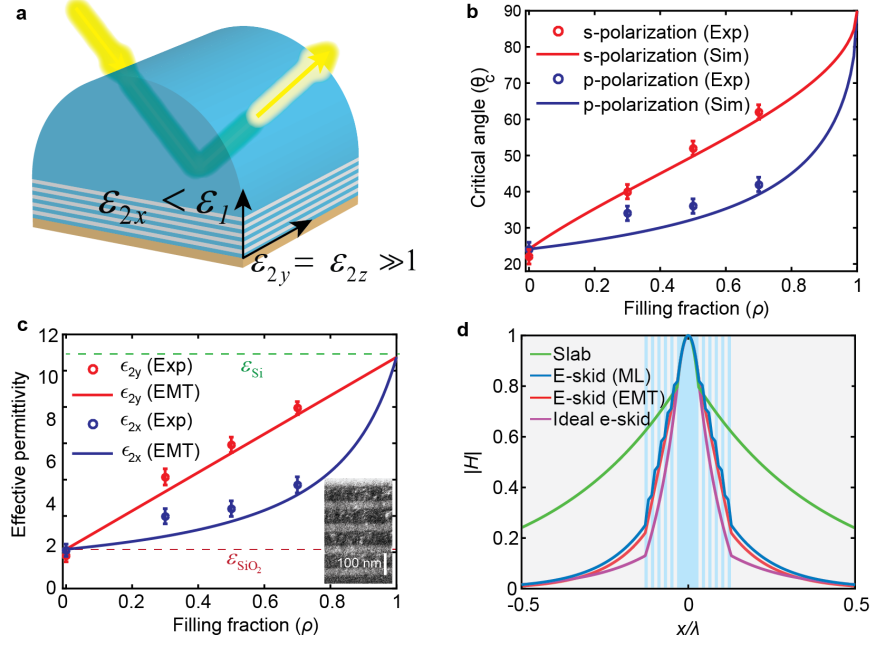 a
ε2x < ε1
ε2y = ε2z ≫1
b
90
80
70
60
50
40
30
20
Critical angle (θc)
s-polarization (Exp)
s-polarization (Sim)
p-polarization (Exp)
p-polarization (Sim)
0 0.2 0.4 0.6 0.8 1
Filling fraction (ρ)
c
12
10
8
6
4
2
0
Effective permittivity
εSi
ϵ2y (Exp)
ϵ2y (EMT)
ϵ2x (Exp)
ϵ2x (EMT)
εSiO2
100 nm
0 0.2 0.4 0.6 0.8 1
Filling fraction (ρ)
d
1
0.8
0.6
0.4
0.2
0
|H|
Slab
E-skid (ML)
E-skid (EMT)
Ideal e-skid
-0.5 0 0.5
x/λ